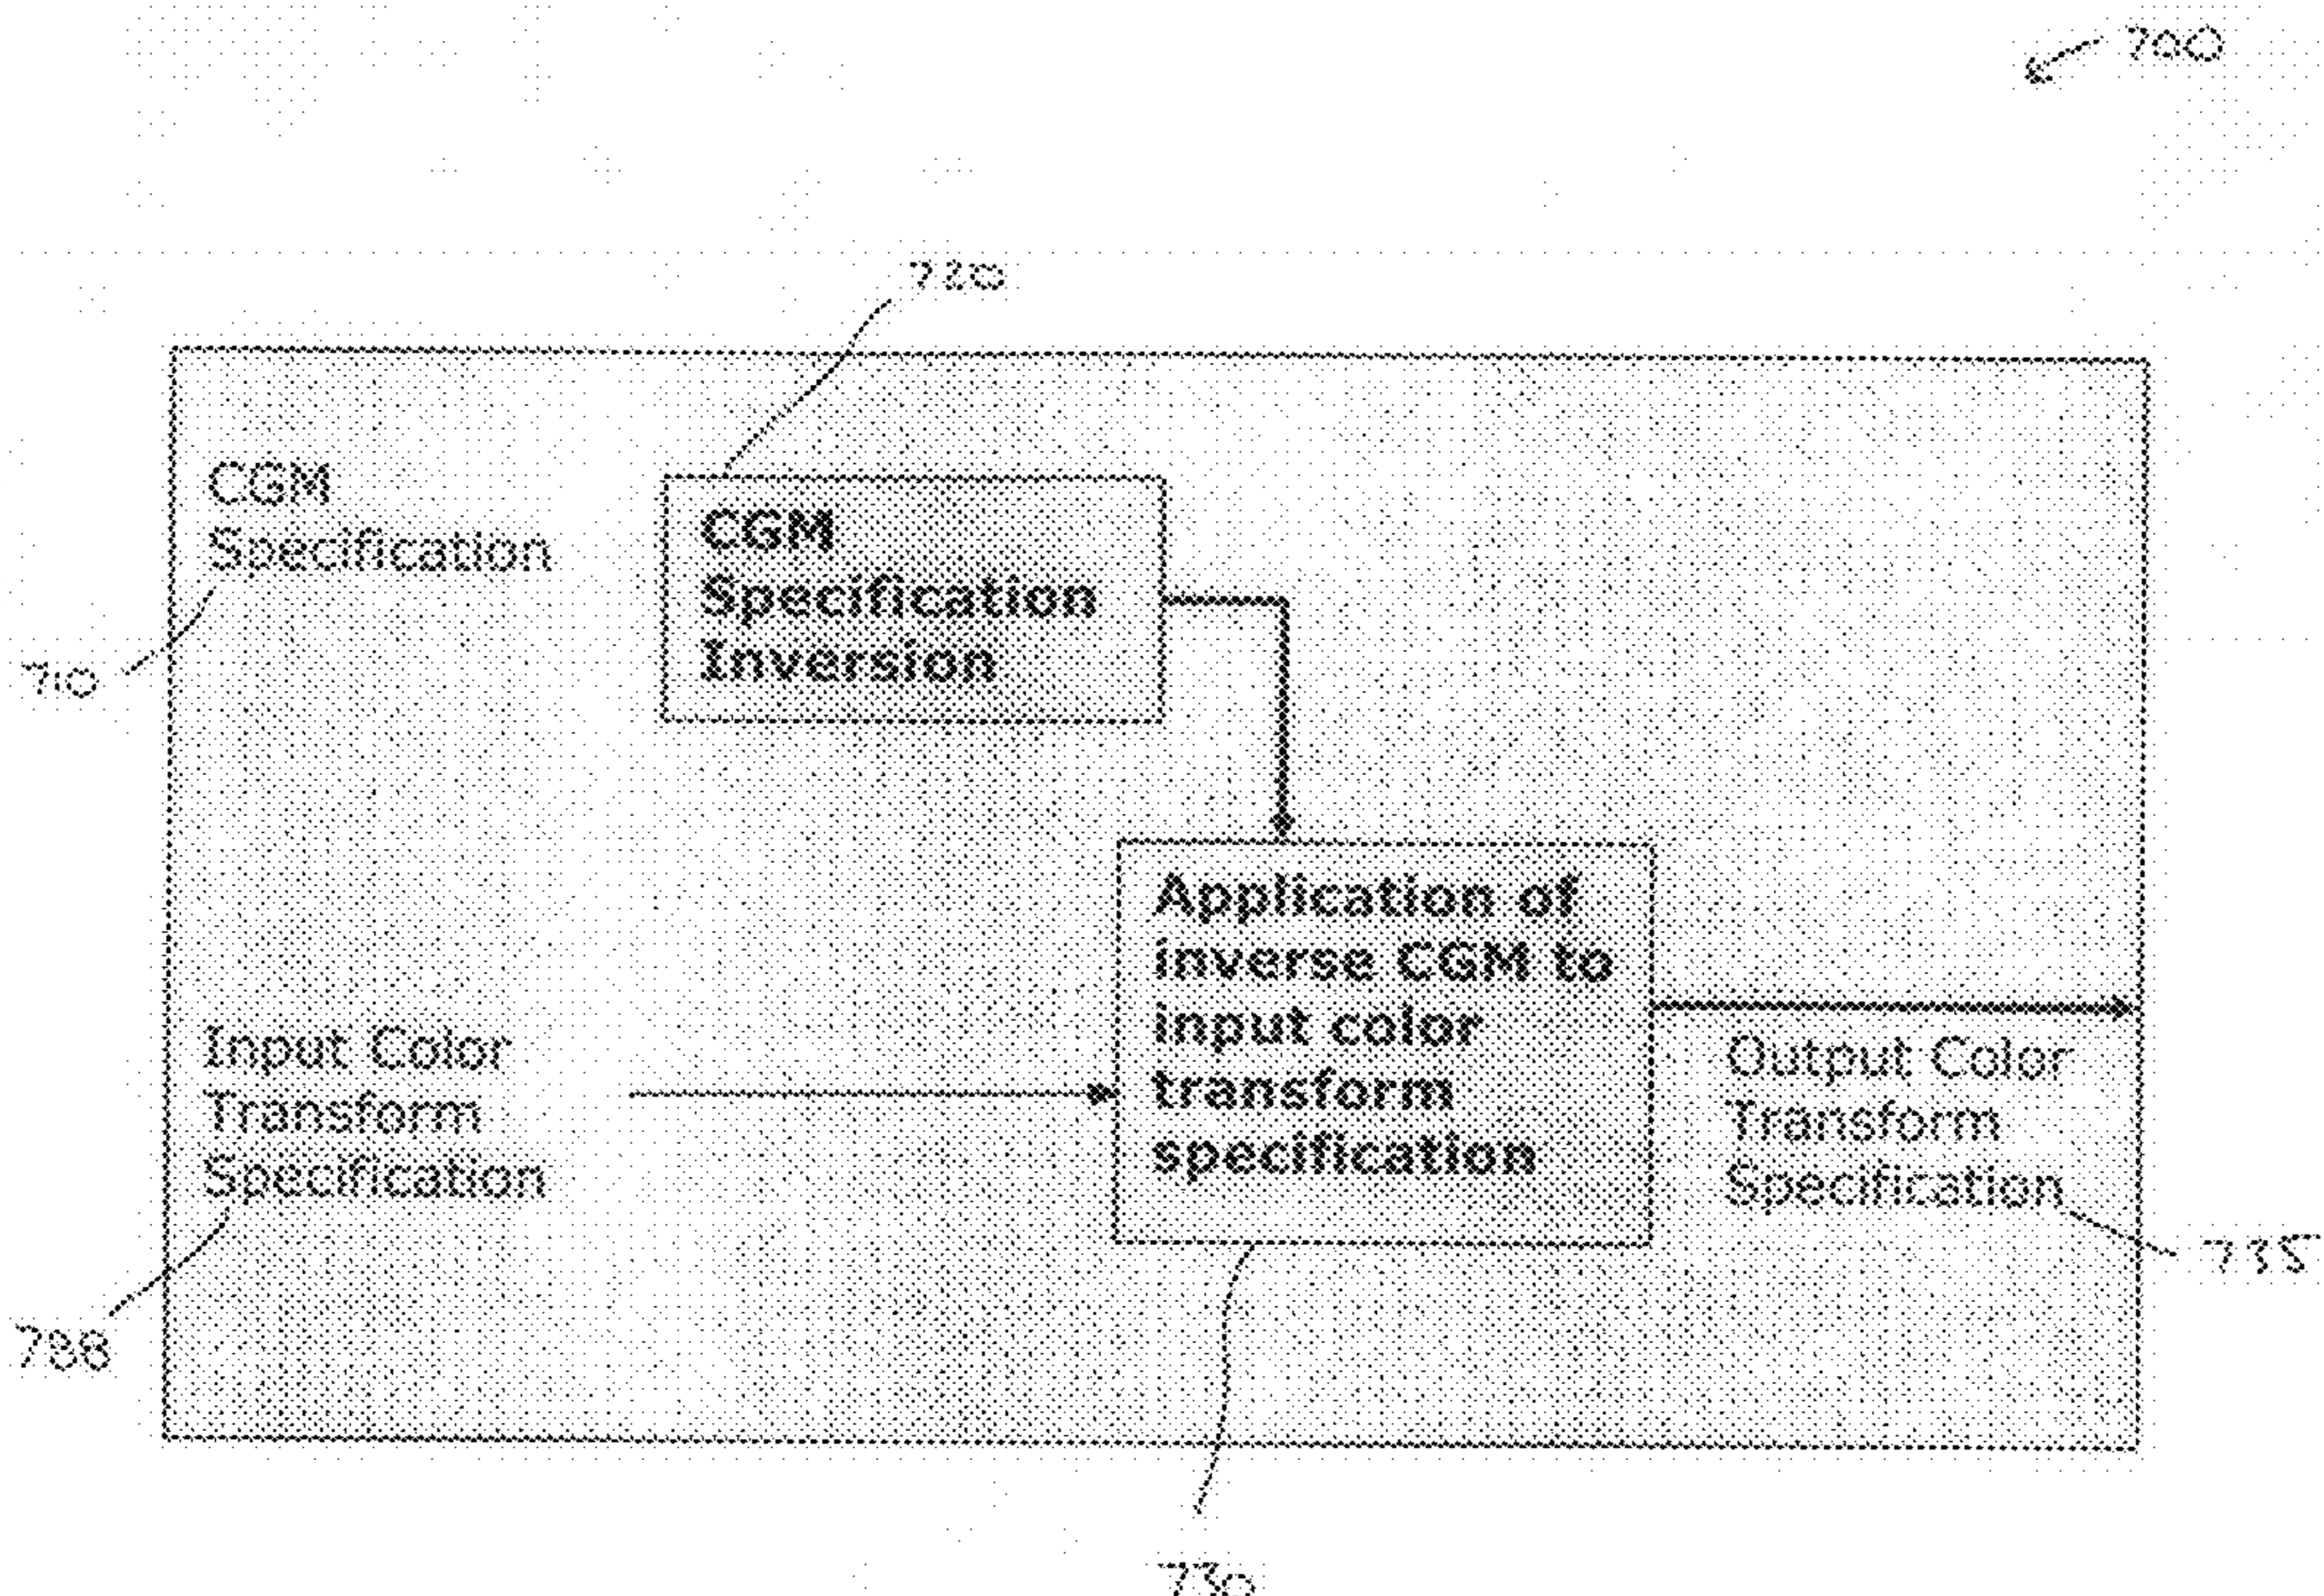 700
720
CGM
Specification
CGM
Specification
Inversion
710
Application of
inverse CGM to
input color
transform
specification
Input Color
Transform
Specification
Output Color
Transform
Specification
735
788
730